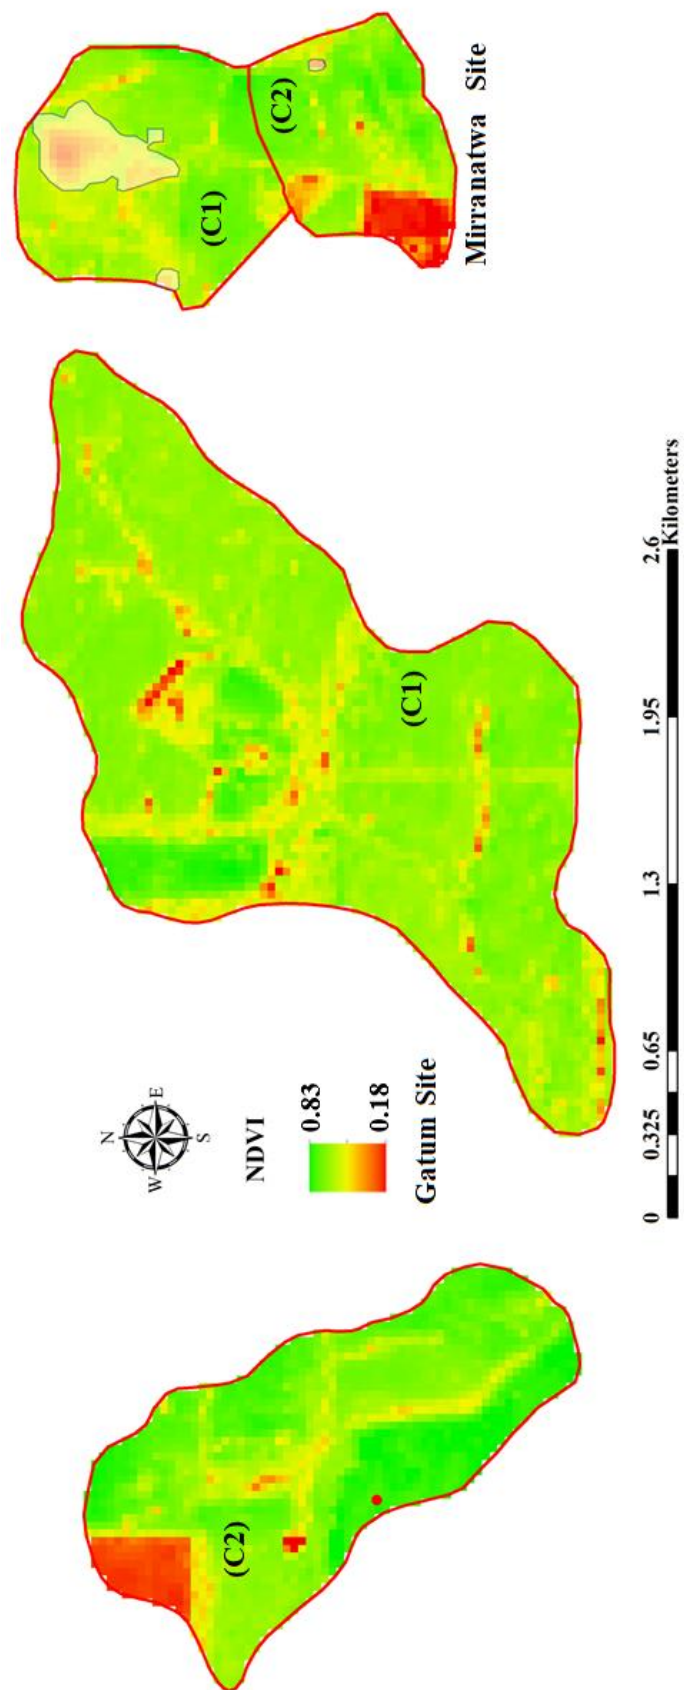 (C2)
N
W E
S
NDVI
0.83
0.18
Gatum Site
(C1)
(C1)
(C2)
Mirranatwa Site
0 0.325 0.65 1.3 1.95 2.6
Kilometers